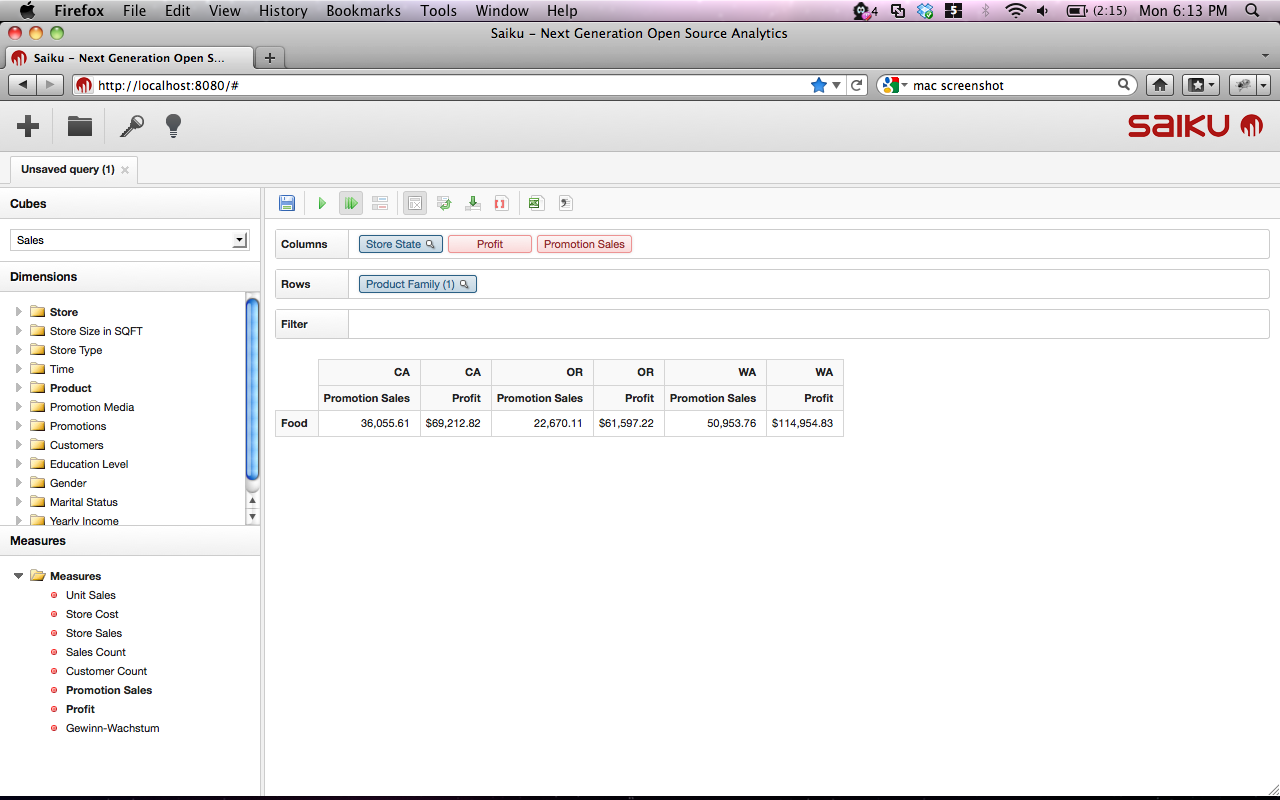 Firefox File Edit View History Bookmarks Tools Window Help 4 5 (2:15) Mon 6:13 PM
Saiku – Next Generation Open Source Analytics
Saiku – Next Generation Open S...
http://localhost:8080/# mac screenshot
saiku
Unsaved query (1)
Cubes
Sales
Dimensions
Store
Store Size in SQFT
Store Type
Time
Product
Promotion Media
Promotions
Customers
Education Level
Gender
Marital Status
Yearly Income
Measures
Measures
Unit Sales
Store Cost
Store Sales
Sales Count
Customer Count
Promotion Sales
Profit
Gewinn-Wachstum
Columns Store State Profit Promotion Sales
Rows Product Family (1)
Filter
CA CA OR OR WA WA
Promotion Sales Profit Promotion Sales Profit Promotion Sales Profit
Food 36,055.61 $69,212.82 22,670.11 $61,597.22 50,953.76 $114,954.83